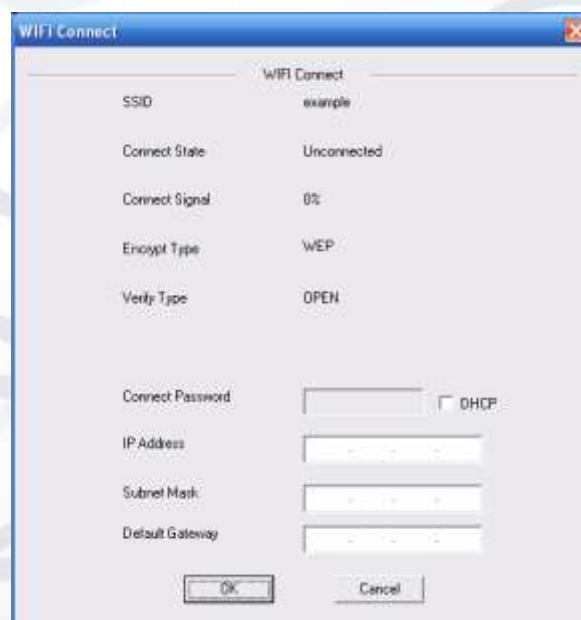 WIFI Connect
WIFI Connect
SSID example
Connect State Unconnected
Connect Signal 0%
Encrypt Type WEP
Verify Type OPEN
Connect Password DHCP
IP Address
Subnet Mask
Default Gateway
OK Cancel